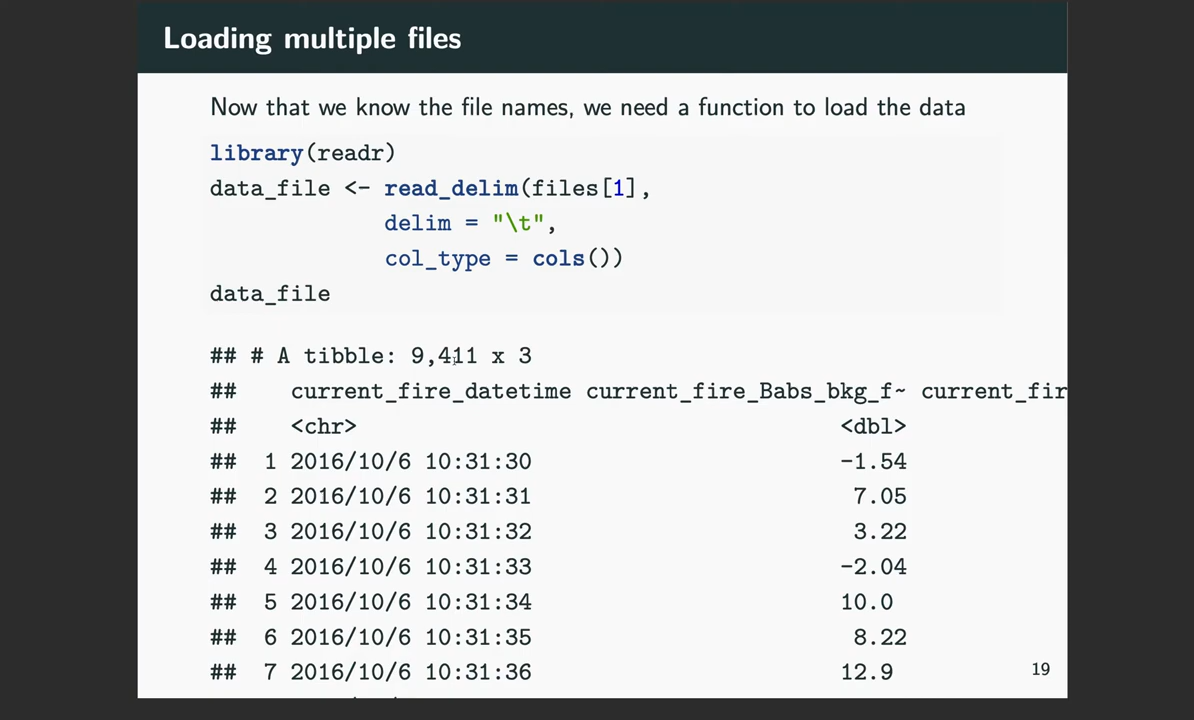 Loading multiple files
Now that we know the file names, we need a function to load the data
library(readr)
data_file <- read_delim(files[1],
delim = "\t",
col_type = cols())
data_file
## # A tibble: 9,411 x 3
## current_fire_datetime current_fire_Babs_bkg_f~ current_fir
## <chr> <dbl>
## 1 2016/10/6 10:31:30 -1.54
## 2 2016/10/6 10:31:31 7.05
## 3 2016/10/6 10:31:32 3.22
## 4 2016/10/6 10:31:33 -2.04
## 5 2016/10/6 10:31:34 10.0
## 6 2016/10/6 10:31:35 8.22
## 7 2016/10/6 10:31:36 12.9
19